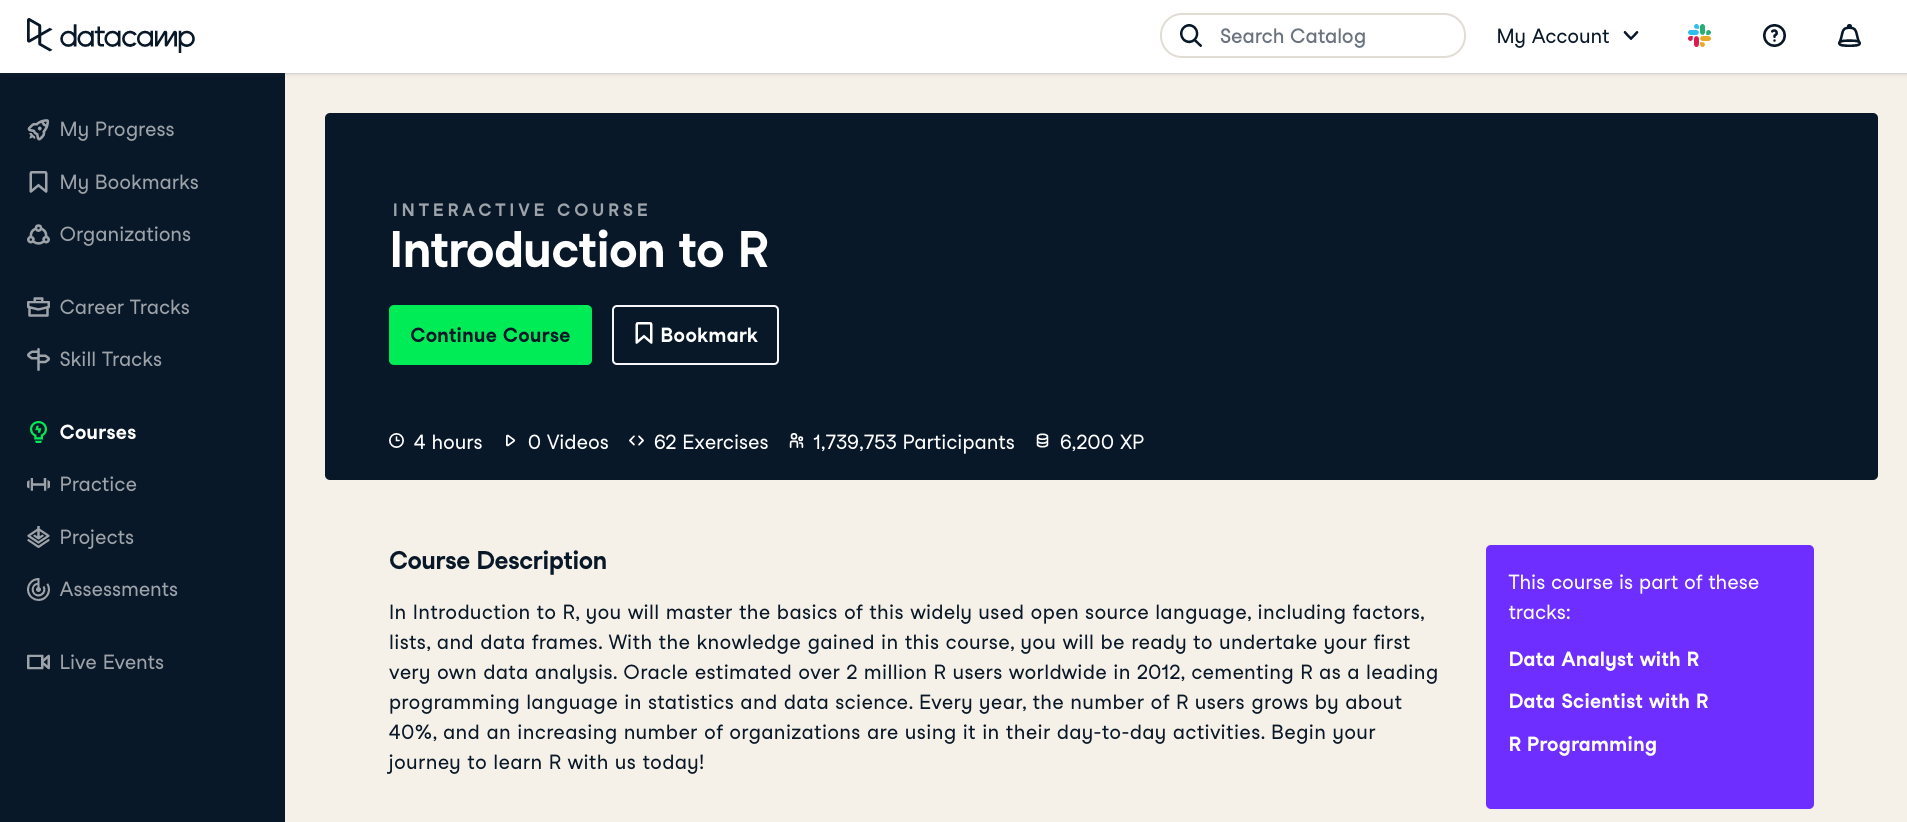 datacamp
Search Catalog
My Account
My Progress
My Bookmarks
Organizations
Career Tracks
Skill Tracks
Courses
Practice
Projects
Assessments
Live Events
INTERACTIVE COURSE
Introduction to R
Continue Course
Bookmark
4 hours 0 Videos 62 Exercises 1,739,753 Participants 6,200 XP
Course Description
In Introduction to R, you will master the basics of this widely used open source language, including factors,
lists, and data frames. With the knowledge gained in this course, you will be ready to undertake your first
very own data analysis. Oracle estimated over 2 million R users worldwide in 2012, cementing R as a leading
programming language in statistics and data science. Every year, the number of R users grows by about
40%, and an increasing number of organizations are using it in their day-to-day activities. Begin your
journey to learn R with us today!
This course is part of these
tracks:
Data Analyst with R
Data Scientist with R
R Programming